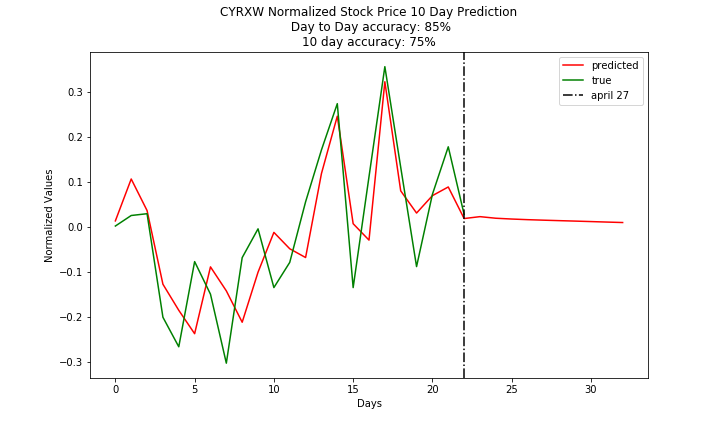 CYRXW Normalized Stock Price 10 Day Prediction
Day to Day accuracy: 85%
10 day accuracy: 75%
predicted
true
april 27
0.3
0.2
0.1
0.0
−0.1
−0.2
−0.3
Normalized Values
0 5 10 15 20 25 30
Days